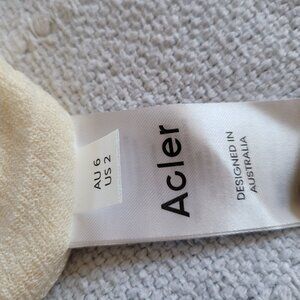 AU 6
US 2
Acler
DESIGNED IN
AUSTRALIA